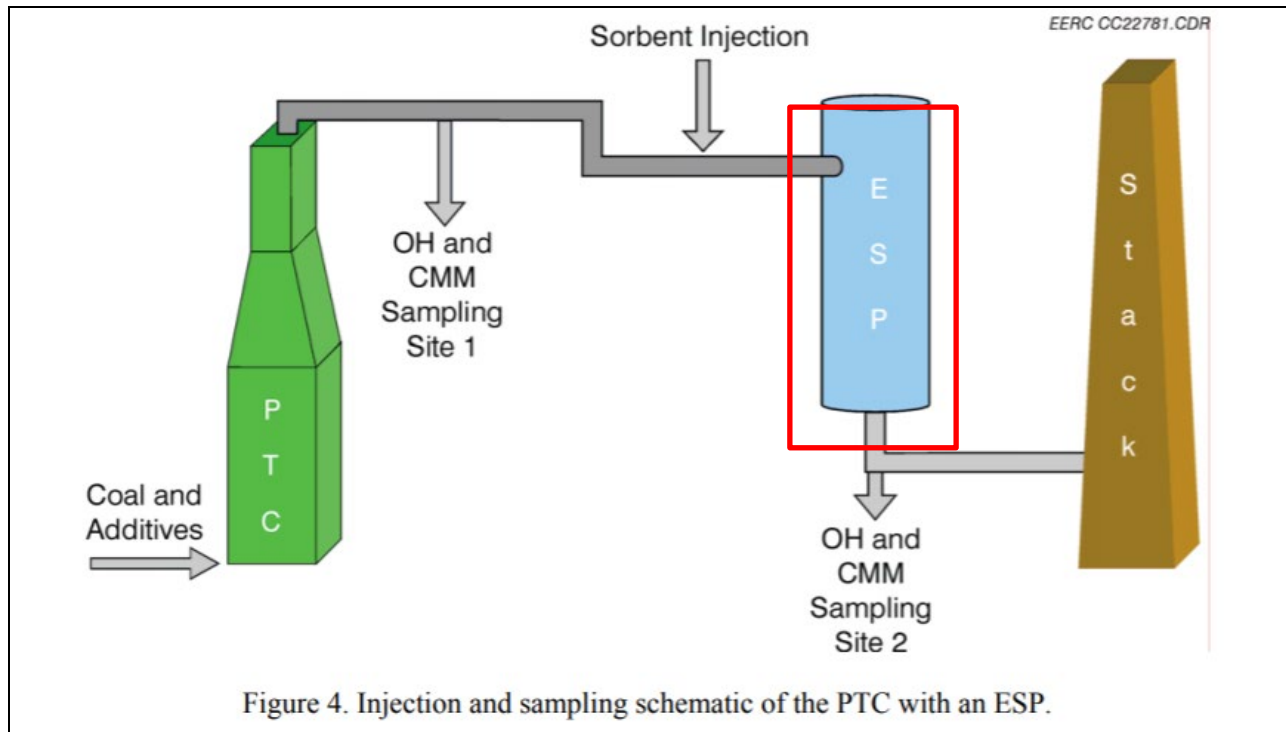 EERC CC22781.CDR
Sorbent Injection
OH and
CMM
Sampling
Site 1
E
S
P
S
t
a
c
k
P
T
C
Coal and
Additives
OH and
CMM
Sampling
Site 2
Figure 4. Injection and sampling schematic of the PTC with an ESP.